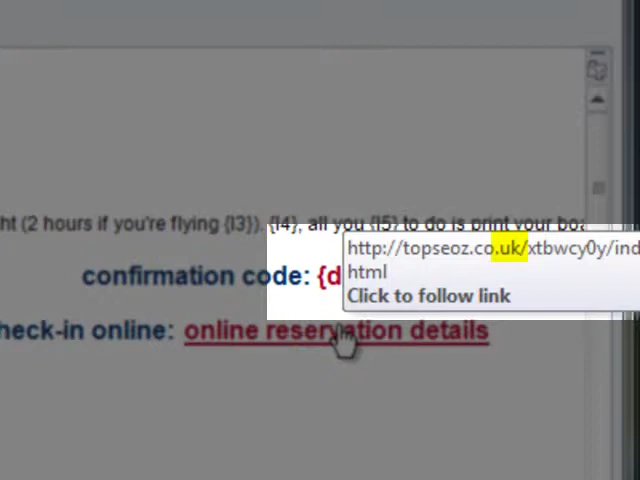 ht (2 hours if you're flying {l3}). {l4}, all you {l5} to do is print your boa
http://topseoz.co.uk/xtbwcy0y/ind
html
Click to follow link
confirmation code: {d
heck-in online: online reservation details